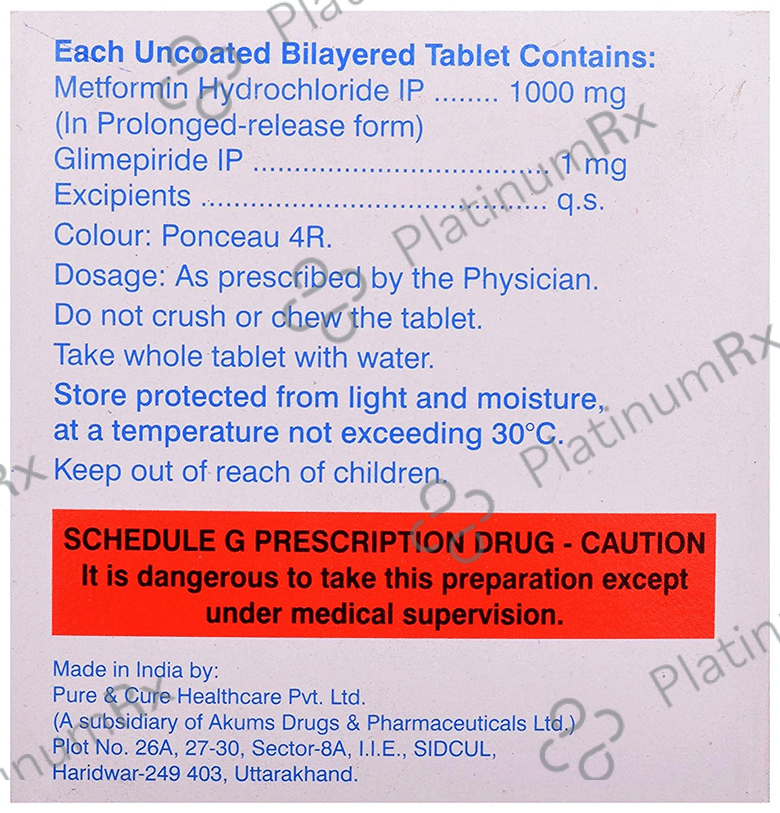 Each Uncoated Bilayered Tablet Contains:
Metformin Hydrochloride IP ........ 1000 mg
(In Prolonged-release form)
Glimepiride IP ..................................... 1 mg
Excipients .......................................... q.s.
Colour: Ponceau 4R.
Dosage: As prescribed by the Physician.
Do not crush or chew the tablet.
Take whole tablet with water.
Store protected from light and moisture,
at a temperature not exceeding 30°C.
Keep out of reach of children.
SCHEDULE G PRESCRIPTION DRUG - CAUTION
It is dangerous to take this preparation except
under medical supervision.
Made in India by:
Pure & Cure Healthcare Pvt. Ltd.
(A subsidiary of Akums Drugs & Pharmaceuticals Ltd.)
Plot No. 26A, 27-30, Sector-8A, I.I.E., SIDCUL,
Haridwar-249 403, Uttarakhand.
PlatinumRx
PlatinumRx